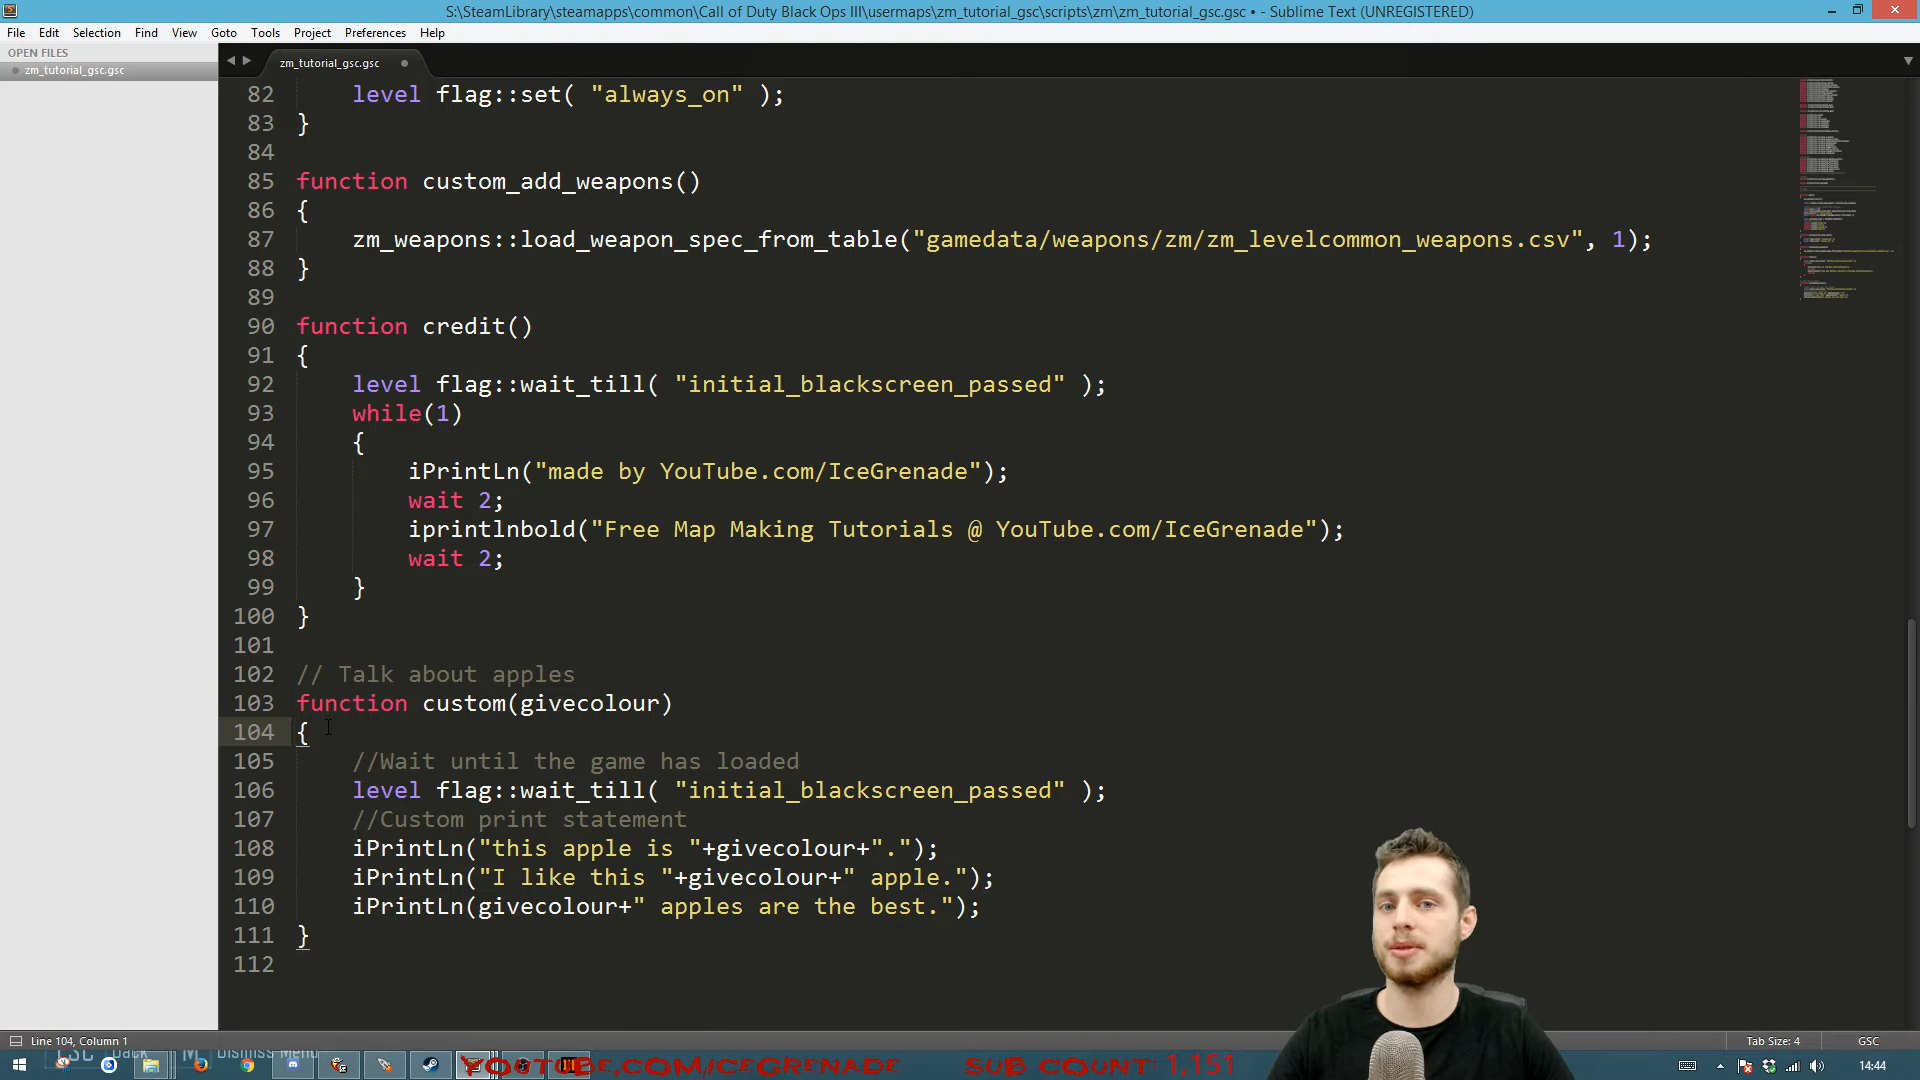 S:\SteamLibrary\steamapps\common\Call of Duty Black Ops III\usermaps\zm_tutorial_gsc\scripts\zm\zm_tutorial_gsc.gsc • - Sublime Text (UNREGISTERED)
File Edit Selection Find View Goto Tools Project Preferences Help
OPEN FILES
zm_tutorial_gsc.gsc
zm_tutorial_gsc.gsc
82 level flag::set( "always_on" );
83 }
84
85 function custom_add_weapons()
86 {
87 zm_weapons::load_weapon_spec_from_table("gamedata/weapons/zm/zm_levelcommon_weapons.csv", 1);
88 }
89
90 function credit()
91 {
92 level flag::wait_till( "initial_blackscreen_passed" );
93 while(1)
94 {
95 iPrintLn("made by YouTube.com/IceGrenade");
96 wait 2;
97 iprintlnbold("Free Map Making Tutorials @ YouTube.com/IceGrenade");
98 wait 2;
99 }
100 }
101
102 // Talk about apples
103 function custom(givecolour)
104 {
105 //Wait until the game has loaded
106 level flag::wait_till( "initial_blackscreen_passed" );
107 //Custom print statement
108 iPrintLn("this apple is "+givecolour+".");
109 iPrintLn("I like this "+givecolour+" apple.");
110 iPrintLn(givecolour+" apples are the best.");
111 }
112
Line 104, Column 1
Tab Size: 4
GSC
YouTube.com/IceGrenade Sub Count: 1,151
14:44